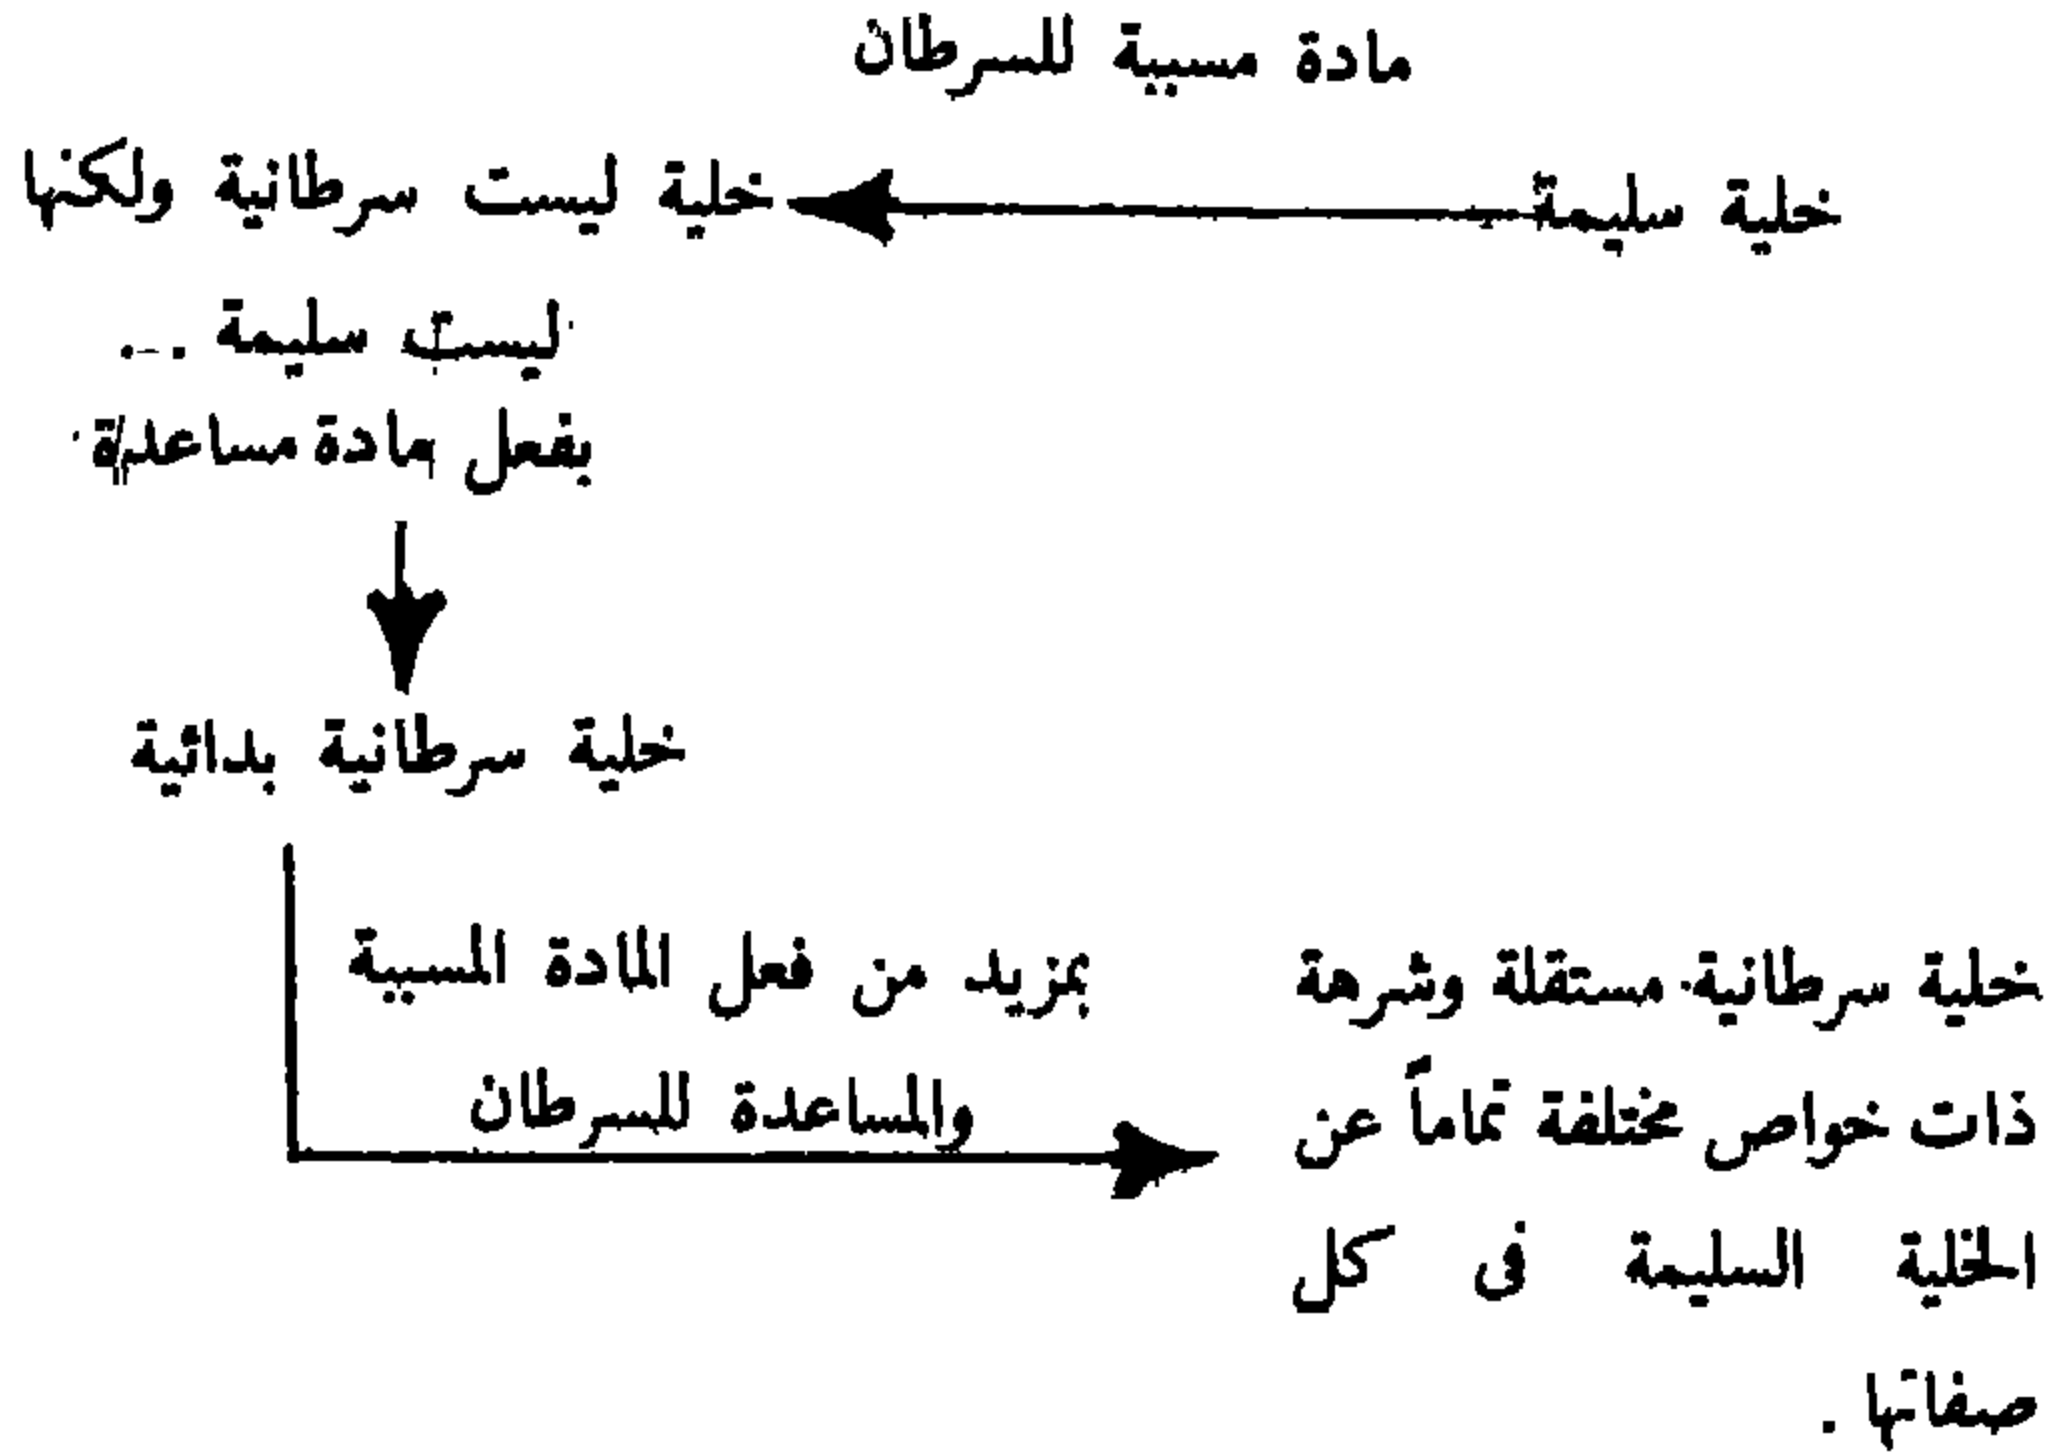 مادة مسببة للسرطان
خلية سليمة
خلية ليست سرطانية ولكنها
ليست سليمة ...
بفعل مادة مساعدة
خلية سرطانية بدائية
بمزيد من فعل المادة المسببة
والمساعدة للسرطان
خلية سرطانية مستقلة وشرهة
ذات خواص مختلفة تماماً عن
الخلية السليمة فى كل
صفاتها .